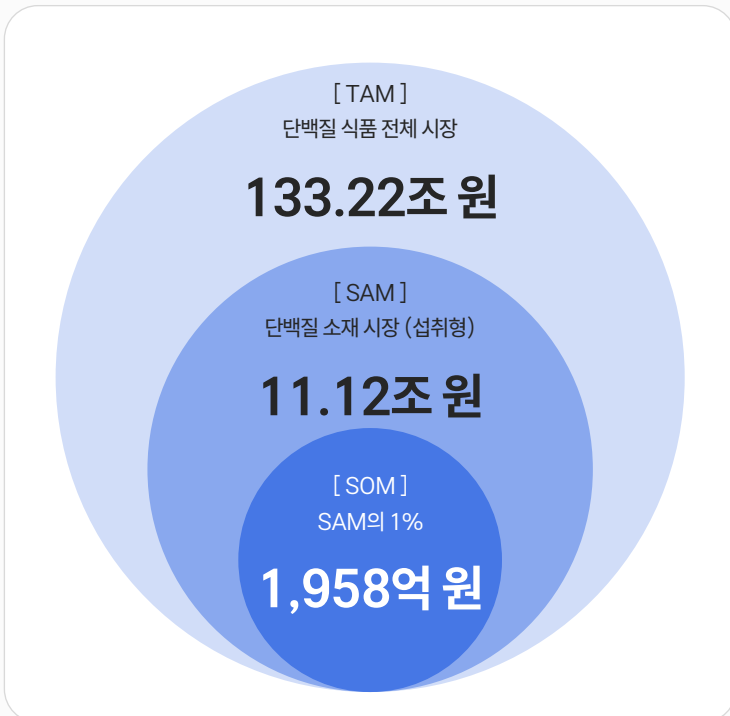 [ TAM ]
단백질 식품 전체 시장
133.22조 원
[ SAM ]
단백질 소재 시장 (섭취형)
11.12조 원
[ SOM ]
SAM의 1%
1,958억 원